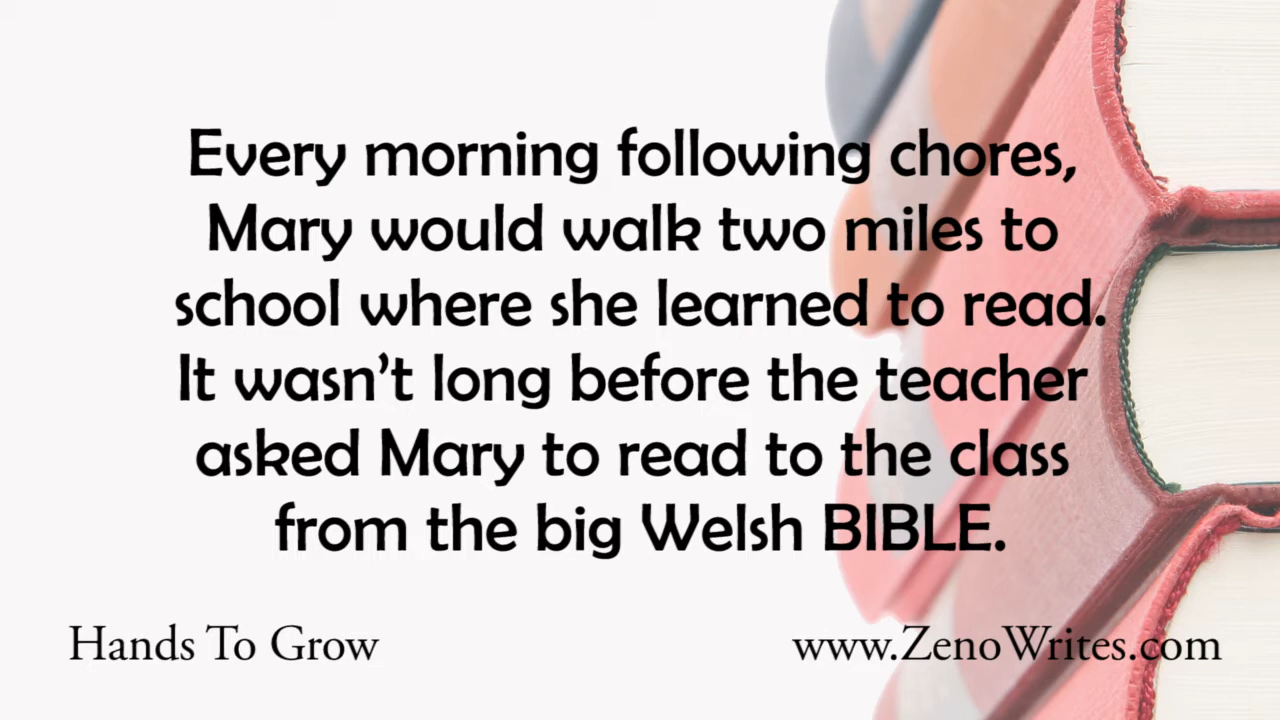 Every morning following chores,
Mary would walk two miles to
school where she learned to read.
It wasn’t long before the teacher
asked Mary to read to the class
from the big Welsh BIBLE.
Hands To Grow
www.ZenoWrites.com